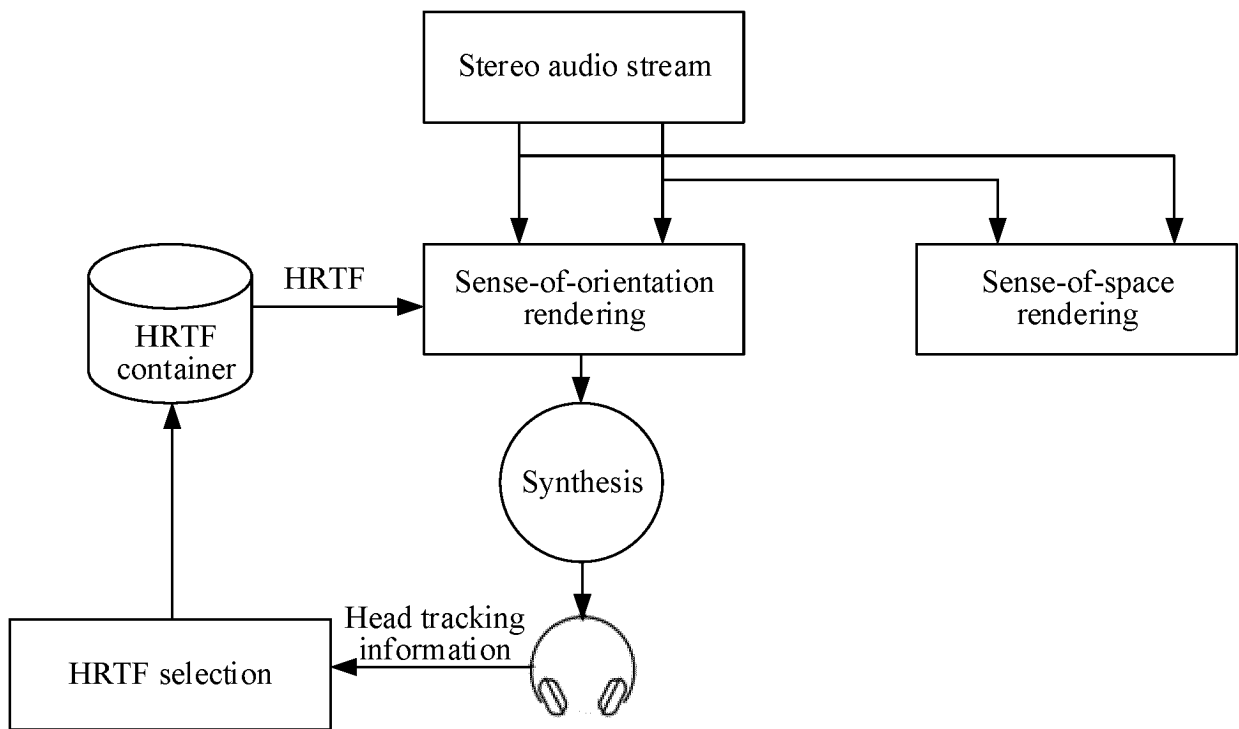 Stereo audio stream
HRTF
Sense-of-orientation
rendering
Sense-of-space
rendering
HRTF
container
Synthesis
Head tracking
information
HRTF selection